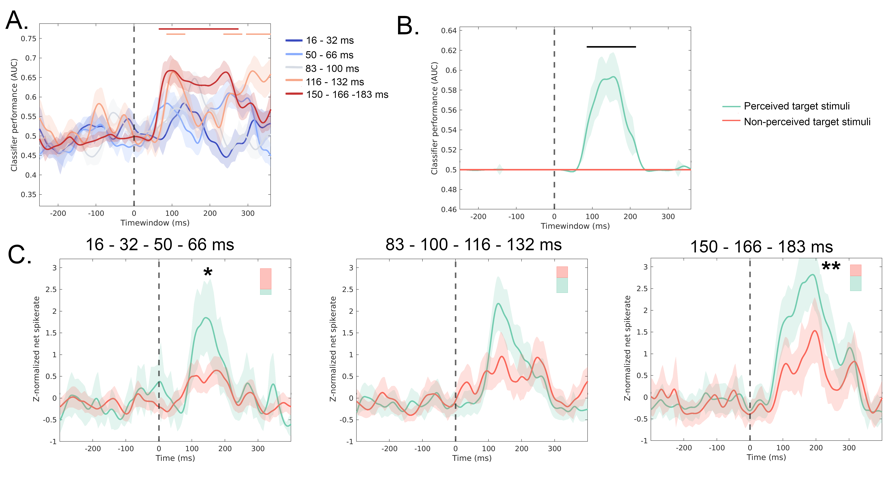 A.
Classifier performance (AUC)
0.75
0.7
0.65
0.6
0.55
0.5
0.45
0.4
0.35
-200 -100 0 100 200 300
Timewindow (ms)
16 - 32 ms
50 - 66 ms
83 - 100 ms
116 - 132 ms
150 - 166 -183 ms
B.
Classifier performance (AUC)
0.64
0.62
0.6
0.58
0.56
0.54
0.52
0.5
0.48
0.46
-200 -100 0 100 200 300
Timewindow (ms)
Perceived target stimuli
Non-perceived target stimuli
C.
16 - 32 - 50 - 66 ms
*
Z-normalized net spikerate
3
2.5
2
1.5
1
0.5
0
-0.5
-1
-200 -100 0 100 200 300
Time (ms)
83 - 100 - 116 - 132 ms
Z-normalized net spikerate
3
2.5
2
1.5
1
0.5
0
-0.5
-1
-200 -100 0 100 200 300
Time (ms)
150 - 166 - 183 ms
**
Z-normalized net spikerate
3
2.5
2
1.5
1
0.5
0
-0.5
-1
-200 -100 0 100 200 300
Time (ms)